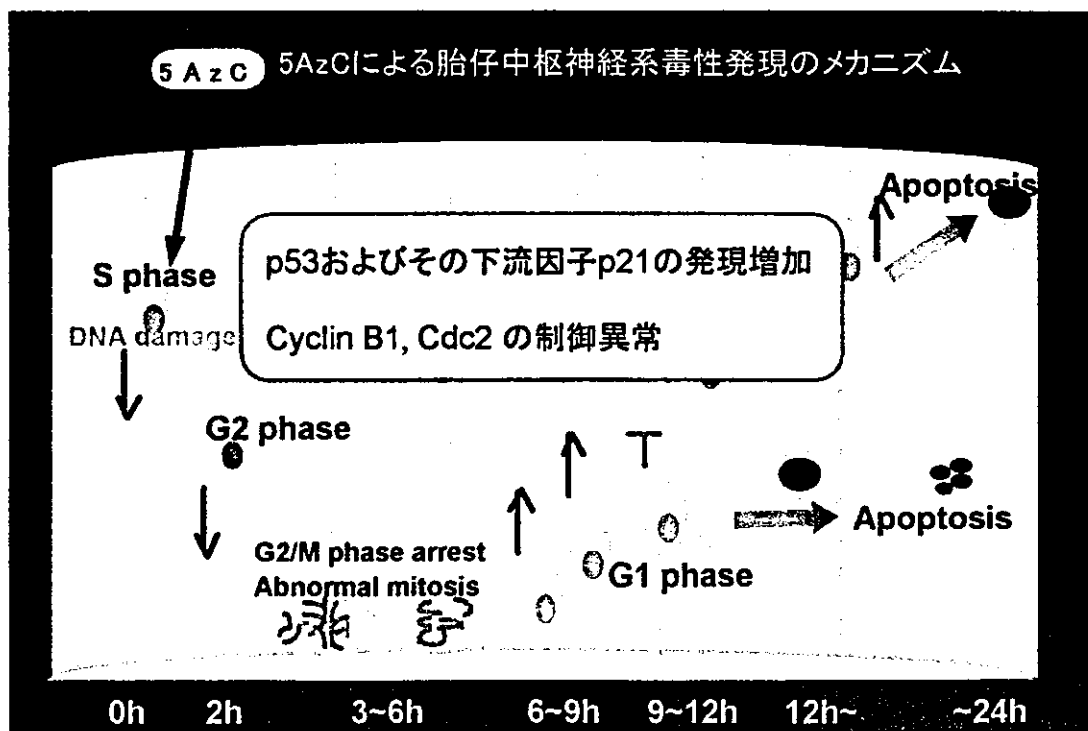 5AzC
5AzCによる胎仔中枢神経系毒性発現のメカニズム
Apoptosis
p53およびその下流因子p21の発現増加
S phase
DNA damage
Cyclin B1, Cdc2 の制御異常
G2 phase
Apoptosis
G2/M phase arrest
Abnormal mitosis
G1 phase
0h 2h 3~6h 6~9h 9~12h 12h~ ~24h